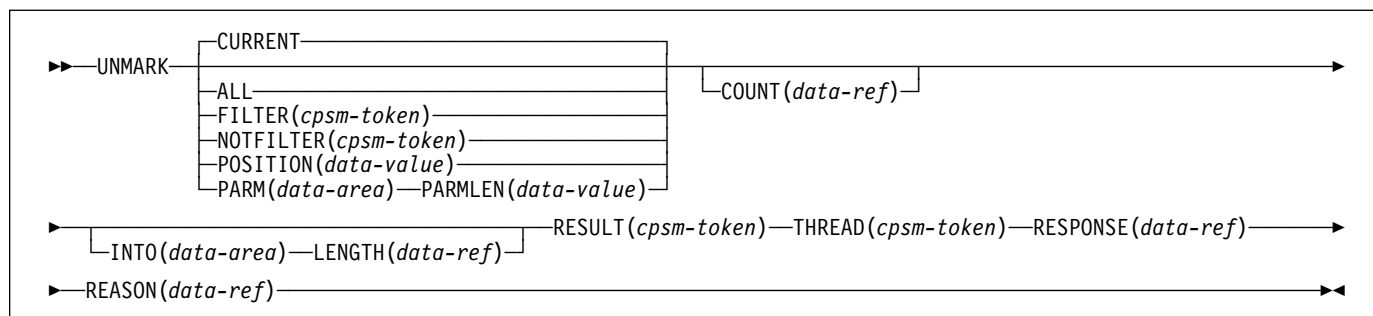 CURRENT
UNMARK
ALL
COUNT(data-ref)
FILTER(cpsm-token)
NOTFILTER(cpsm-token)
POSITION(data-value)
PARM(data-area) PARMLEN(data-value)
RESULT(cpsm-token) THREAD(cpsm-token) RESPONSE(data-ref)
INTO(data-area) LENGTH(data-ref)
REASON(data-ref)